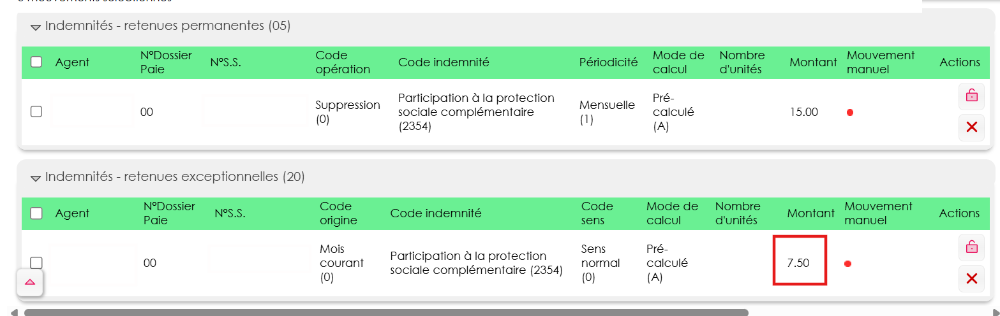 Indemnités - retenues permanentes (05)
Agent N°Dossier Paie N°S.S. Code opération Code indemnité Périodicité Mode de calcul Nombre d'unités Montant Mouvement manuel Actions
00 Suppression (0) Participation à la protection sociale complémentaire (2354) Mensuelle (1) Pré-calculé (A) 15.00
Indemnités - retenues exceptionnelles (20)
Agent N°Dossier Paie N°S.S. Code origine Code indemnité Code sens Mode de calcul Nombre d'unités Montant Mouvement manuel Actions
00 Mois courant (0) Participation à la protection sociale complémentaire (2354) Sens normal (0) Pré-calculé (A) 7.50